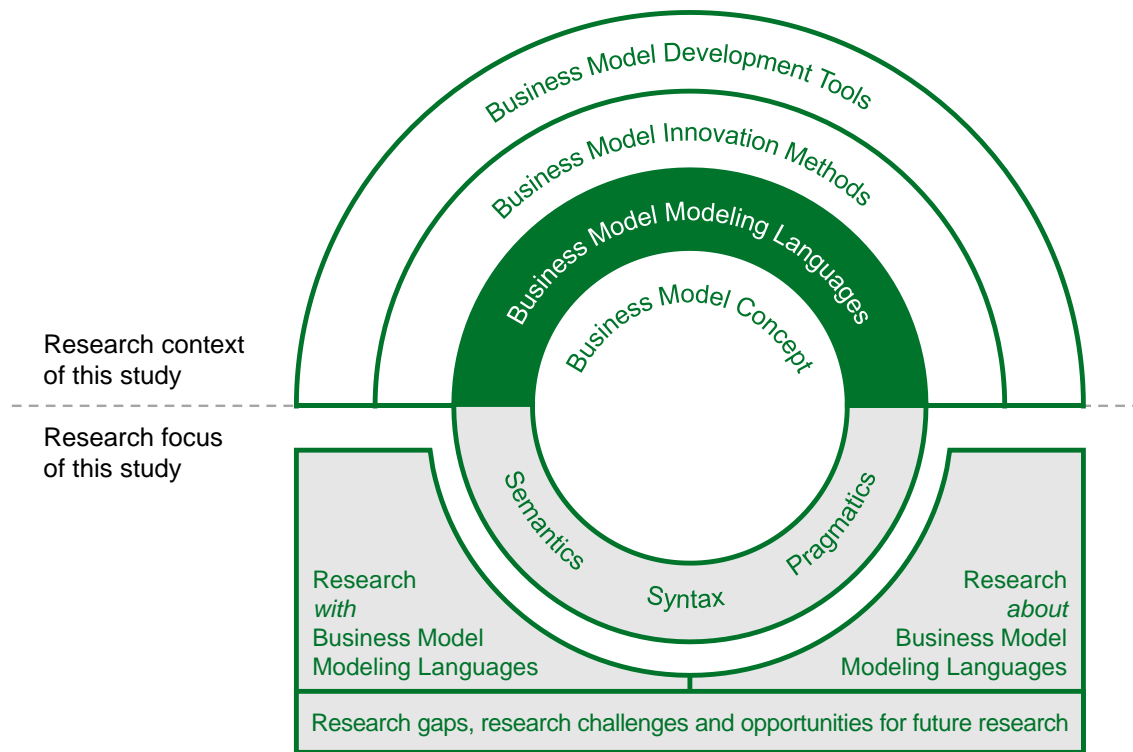 Business Model Development Tools
Business Model Innovation Methods
Business Model Modeling Languages
Business Model Concept
Research context
of this study
Research focus
of this study
Semantics
Syntax
Pragmatics
Research
with
Business Model
Modeling Languages
Research
about
Business Model
Modeling Languages
Research gaps, research challenges and opportunities for future research